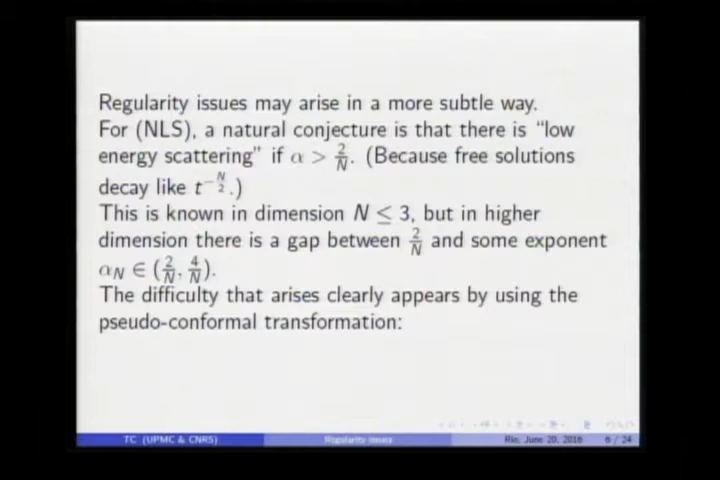 Regularity issues may arise in a more subtle way.
For (NLS), a natural conjecture is that there is “low
energy scattering” if α > 2/N. (Because free solutions
decay like t^{-N/2}.)
This is known in dimension N ≤ 3, but in higher
dimension there is a gap between 2/N and some exponent
α_N ∈ (2/N, 4/N).
The difficulty that arises clearly appears by using the
pseudo-conformal transformation:
TC (UPMC & CNRS) Regularity issues Rio, June 20, 2016 6 / 24